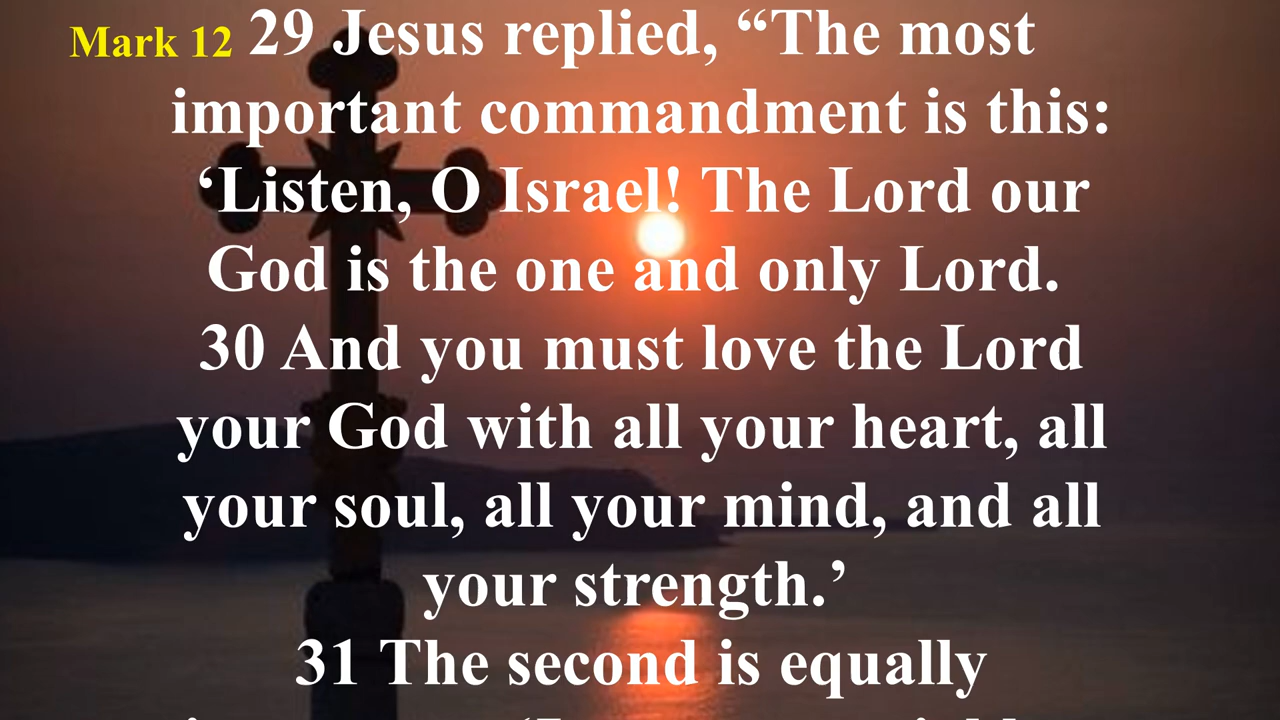 Mark 12 29 Jesus replied, “The most
important commandment is this:
‘Listen, O Israel! The Lord our
God is the one and only Lord.
30 And you must love the Lord
your God with all your heart, all
your soul, all your mind, and all
your strength.’
31 The second is equally